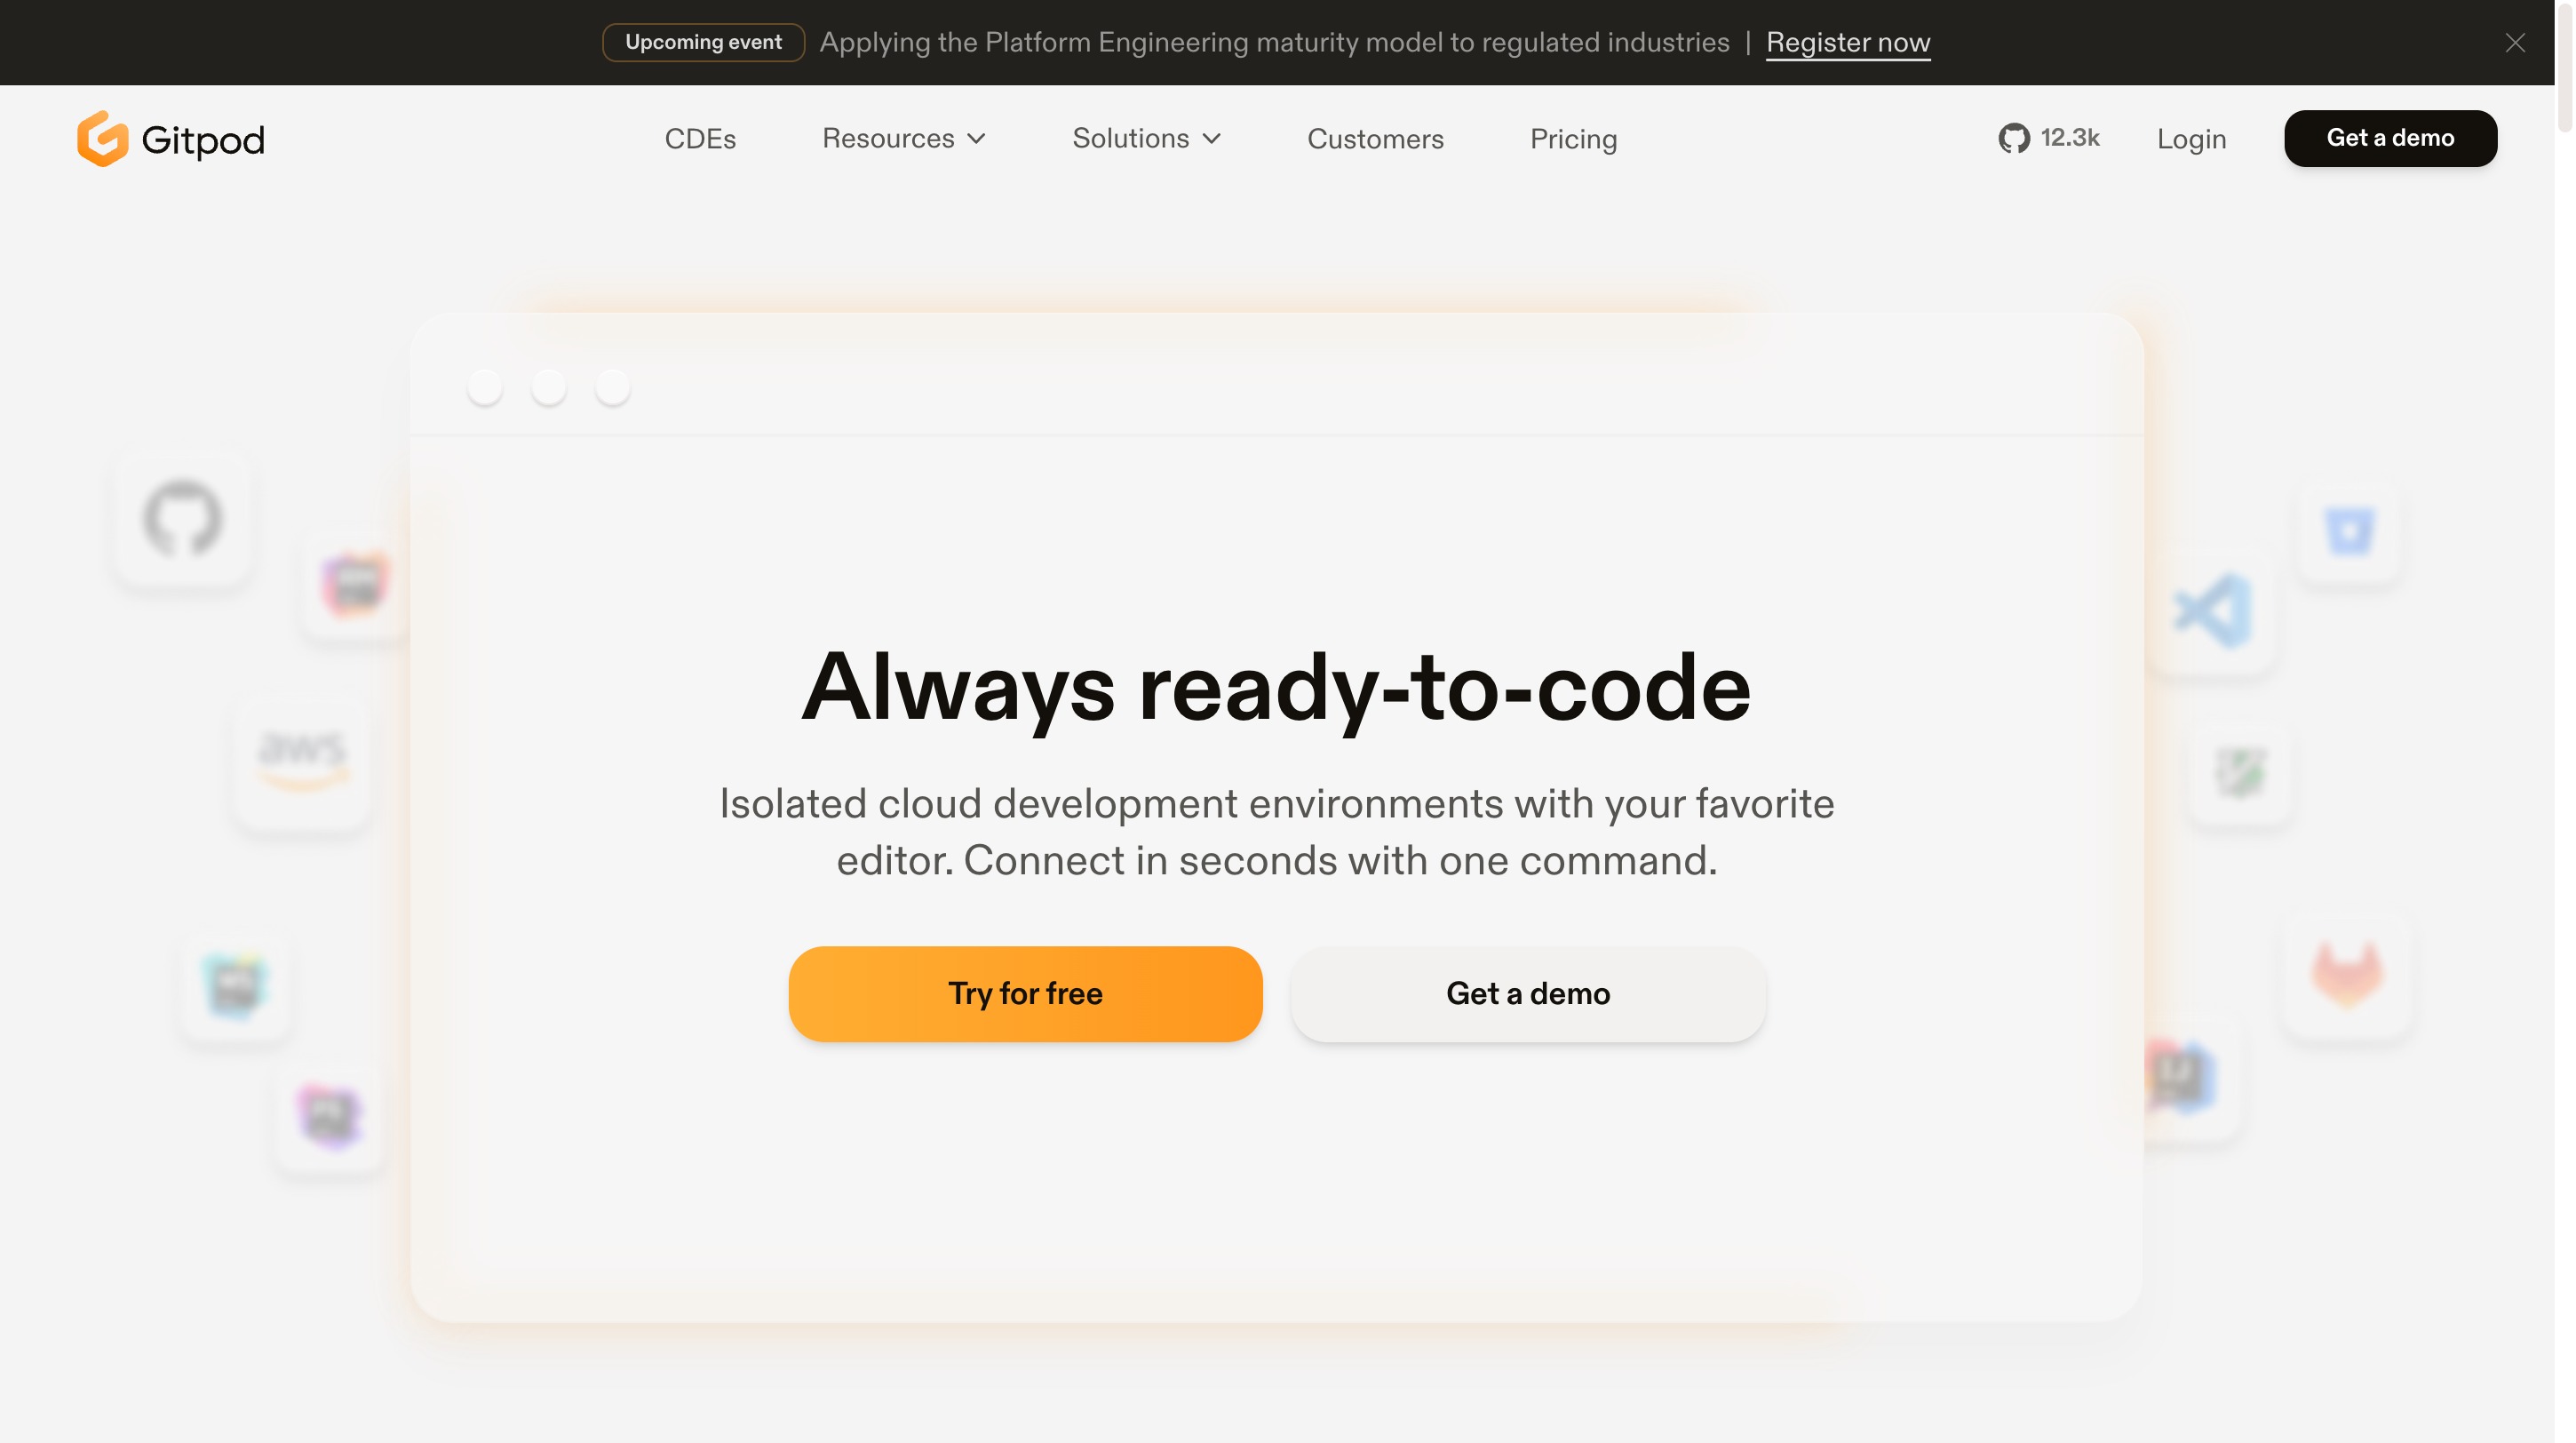 Upcoming event Applying the Platform Engineering maturity model to regulated industries | Register now
Gitpod CDEs Resources Solutions Customers Pricing 12.3k Login Get a demo
aws
Always ready-to-code
Isolated cloud development environments with your favorite
editor. Connect in seconds with one command.
Try for free Get a demo